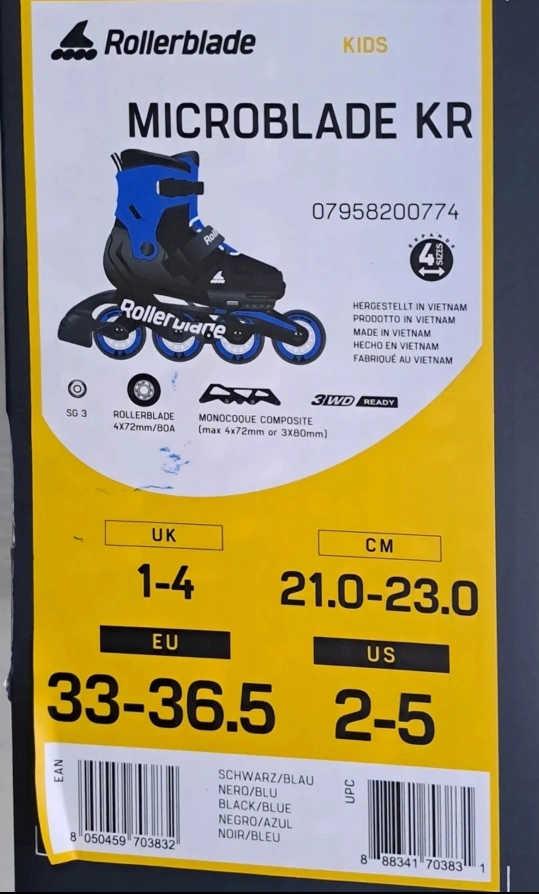 Rollerblade
KIDS
MICROBLADE KR
07958200774
EXPANDS
4 SIZES
Rollerblade
HERGESTELLT IN VIETNAM
PRODOTTO IN VIETNAM
MADE IN VIETNAM
HECHO EN VIETNAM
FABRIQUÉ AU VIETNAM
SG 3
ROLLERBLADE
4X72mm/80A
MONOCOQUE COMPOSITE
(max 4x72mm or 3X80mm)
3WD READY
UK
1-4
CM
21.0-23.0
EU
33-36.5
US
2-5
EAN
8 050459 703832
SCHWARZ/BLAU
NERO/BLU
BLACK/BLUE
NEGRO/AZUL
NOIR/BLEU
UPC
8 88341 70383 1